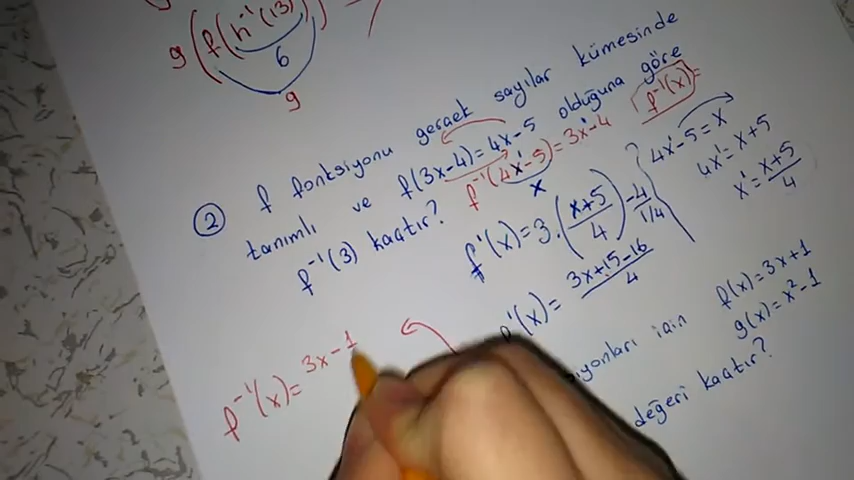 g(f(h⁻¹(13)))
6
9
② f fonksiyonu gerçek sayılar kümesinde
tanımlı ve f(3x-4)=4x-5 olduğuna göre
f⁻¹(3) kaçtır?
f⁻¹(4x'-5)=3x'-4
x
f⁻¹(x)=
4x'-5=x
4x'=x+5
x'=(x+5)/4
f⁻¹(x)=3.((x+5)/4)-4/1/4
f⁻¹(x)=(3x+15-16)/4
f⁻¹(x)=3x-1
için f(x)=3x+1
g(x)=x²-1
değeri kaçtır?